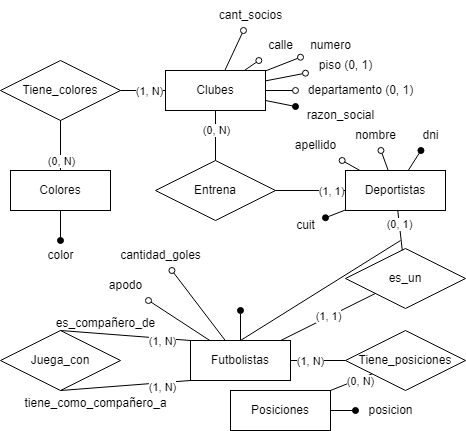 cant_socios
calle
numero
piso (0, 1)
Tiene_colores
(1, N)
Clubes
departamento (0, 1)
razon_social
(0, N)
apellido
nombre
dni
(0, N)
Colores
Entrena
(1, 1)
Deportistas
cuit
(0, 1)
color
cantidad_goles
apodo
es_un
(1, 1)
es_compañero_de
(1, N)
Juega_con
Futbolistas
(1, N)
Tiene_posiciones
(1, N)
(0, N)
tiene_como_compañero_a
Posiciones
posicion